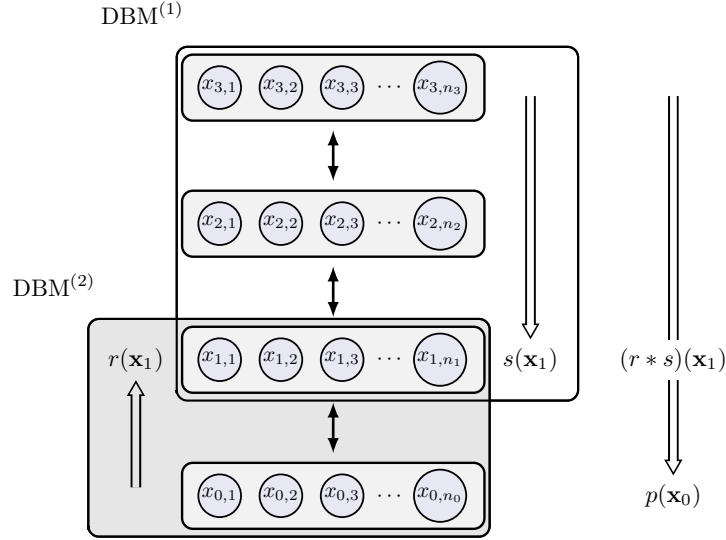 DBM^{(1)}
x_{3,1} x_{3,2} x_{3,3} ⋯ x_{3,n_3}
x_{2,1} x_{2,2} x_{2,3} ⋯ x_{2,n_2}
DBM^{(2)}
r(𝐱_1) x_{1,1} x_{1,2} x_{1,3} ⋯ x_{1,n_1} s(𝐱_1) (r * s)(𝐱_1)
x_{0,1} x_{0,2} x_{0,3} ⋯ x_{0,n_0} p(𝐱_0)